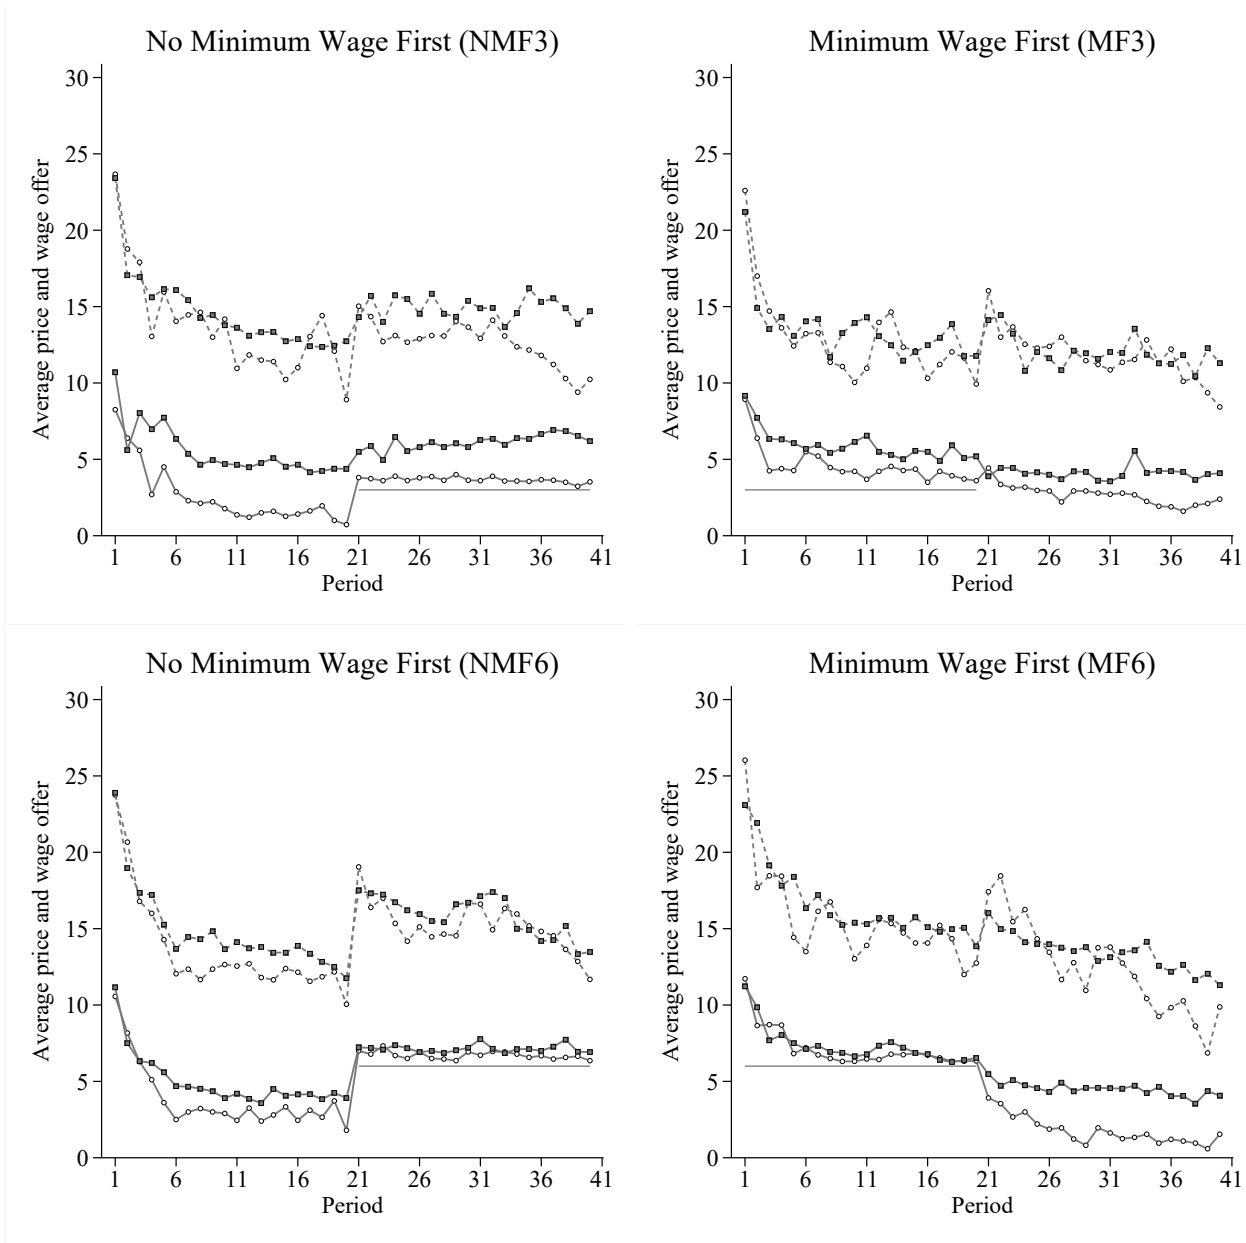 No Minimum Wage First (NMF3)
Average price and wage offer
30
25
20
15
10
5
0
1 6 11 16 21 26 31 36 41
Period
Minimum Wage First (MF3)
Average price and wage offer
30
25
20
15
10
5
0
1 6 11 16 21 26 31 36 41
Period
No Minimum Wage First (NMF6)
Average price and wage offer
30
25
20
15
10
5
0
1 6 11 16 21 26 31 36 41
Period
Minimum Wage First (MF6)
Average price and wage offer
30
25
20
15
10
5
0
1 6 11 16 21 26 31 36 41
Period